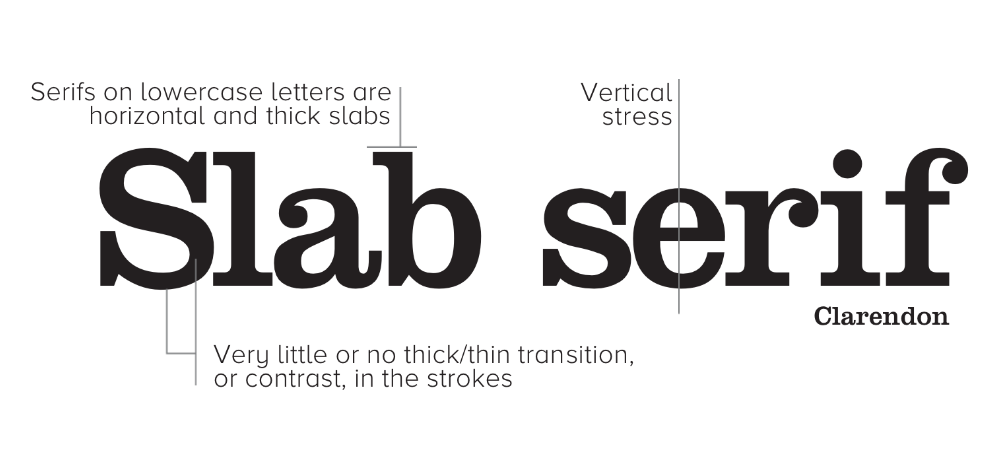 Serifs on lowercase letters are
horizontal and thick slabs
Vertical
stress
Slab serif
Clarendon
Very little or no thick/thin transition,
or contrast, in the strokes